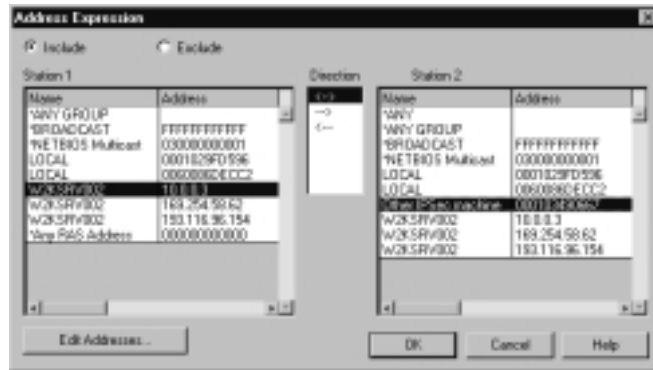 Address Expression
Include Exclude
Station 1 Direction Station 2
Name Address
*ANY GROUP
*BROADCAST FFFFFFFFFFFF
*NETBIOS Multicast 030000000001
LOCAL 0001029FD596
LOCAL
W2KSRV002 10.0.0.3
W2KSRV002 169.254.58.62
W2KSRV002 193.116.96.154
*Any RAS Address 000000000000
<-->
-->
<--
Name Address
*ANY
*ANY GROUP
*BROADCAST FFFFFFFFFFFF
*NETBIOS Multicast 030000000001
LOCAL 0001029FD596
LOCAL
Other IPSec machine
W2KSRV002 10.0.0.3
W2KSRV002 169.254.58.62
W2KSRV002 193.116.96.154
Edit Addresses...
OK Cancel Help